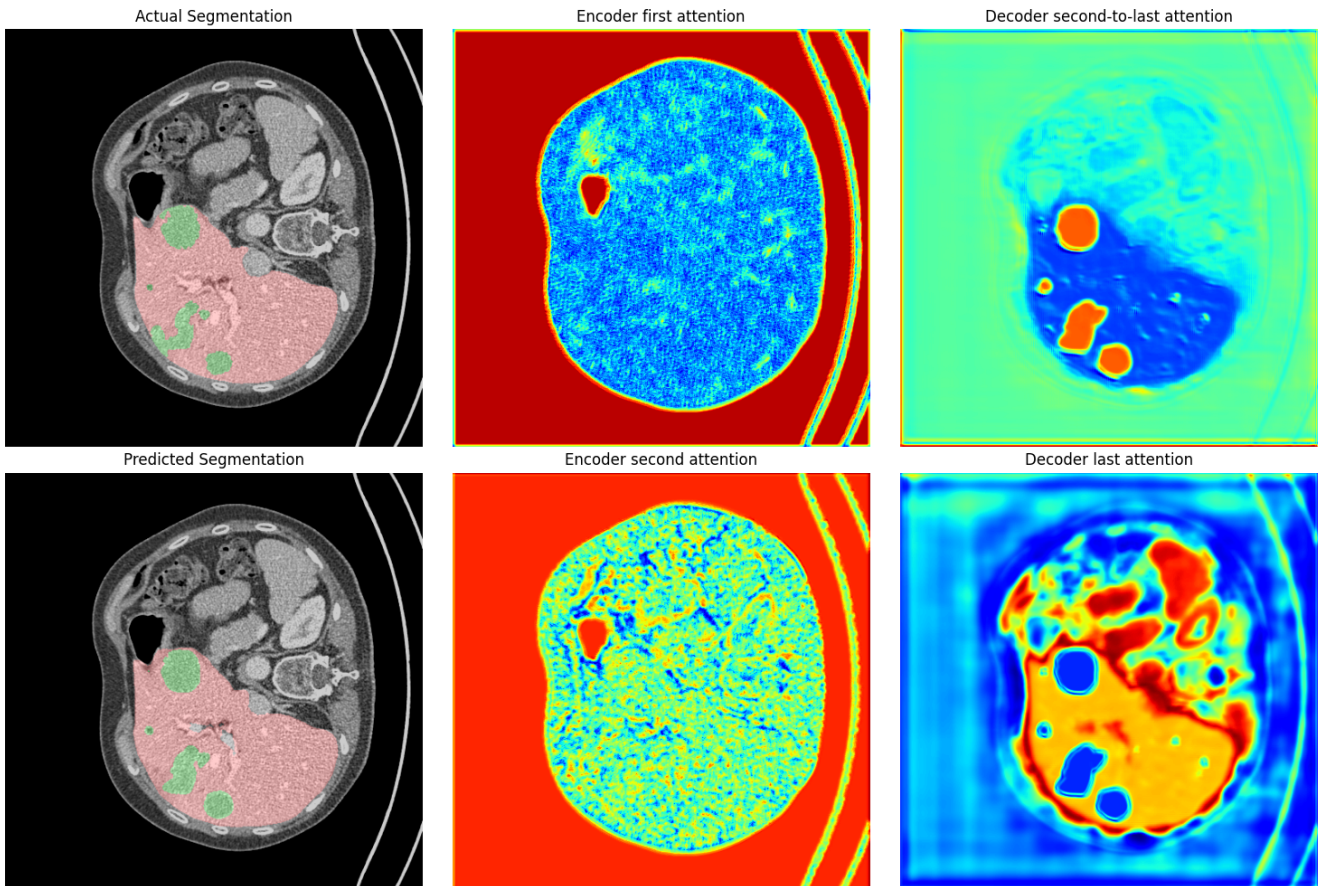 Actual Segmentation
Encoder first attention
Decoder second-to-last attention
Predicted Segmentation
Encoder second attention
Decoder last attention